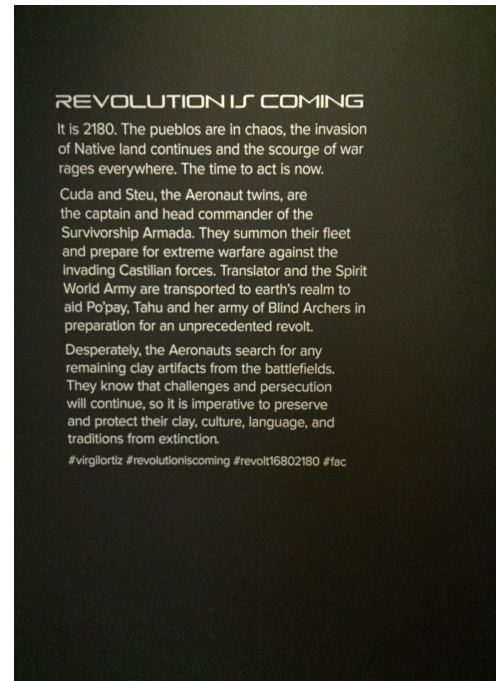 REVOLUTION IS COMING
It is 2180. The pueblos are in chaos, the invasion
of Native land continues and the scourge of war
rages everywhere. The time to act is now.
Cuda and Steu, the Aeronaut twins, are
the captain and head commander of the
Survivorship Armada. They summon their fleet
and prepare for extreme warfare against the
invading Castilian forces. Translator and the Spirit
World Army are transported to earth's realm to
aid Po'pay, Tahu and her army of Blind Archers in
preparation for an unprecedented revolt.
Desperately, the Aeronauts search for any
remaining clay artifacts from the battlefields.
They know that challenges and persecution
will continue, so it is imperative to preserve
and protect their clay, culture, language, and
traditions from extinction.
#virgilortiz #revolutioniscoming #revolt16802180 #fac